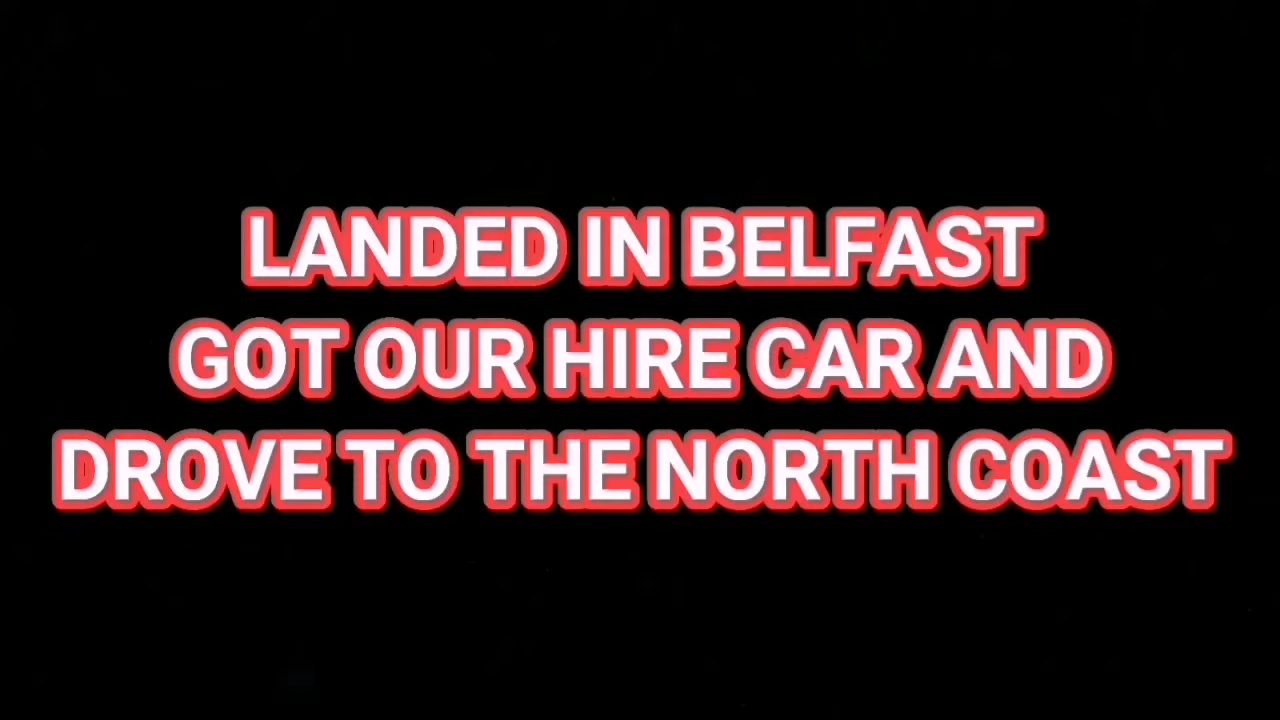 LANDED IN BELFAST
GOT OUR HIRE CAR AND
DROVE TO THE NORTH COAST